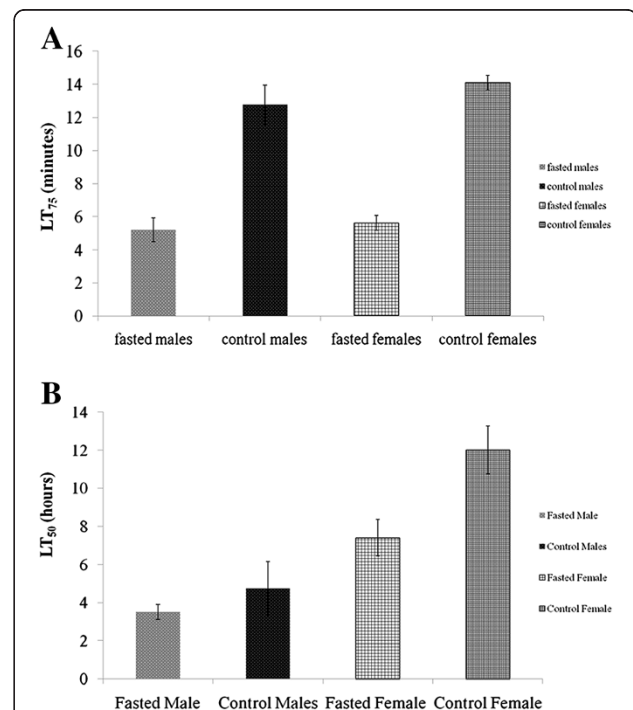 A
LT75 (minutes)
16
14
12
10
8
6
4
2
0
fasted males
control males
fasted females
control females
fasted males control males fasted females control females
B
LT50 (hours)
14
12
10
8
6
4
2
0
Fasted Male
Control Males
Fasted Female
Control Female
Fasted Male Control Males Fasted Female Control Female